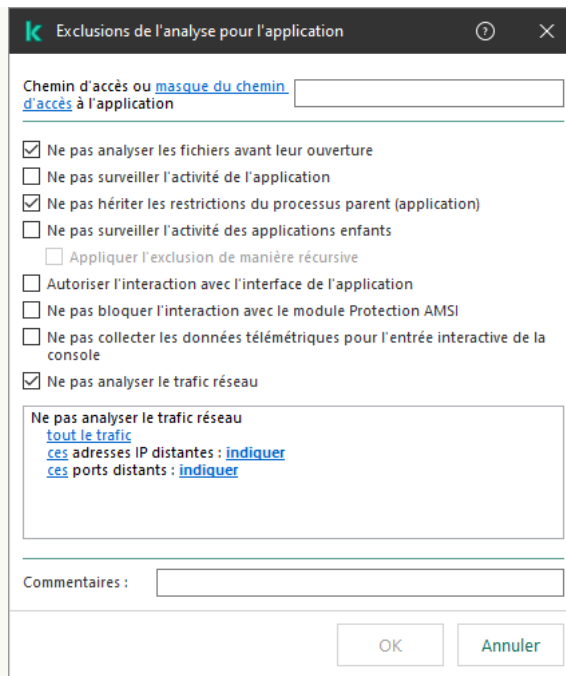 Exclusions de l'analyse pour l'application
Chemin d'accès ou masque du chemin
d'accès à l'application
Ne pas analyser les fichiers avant leur ouverture
Ne pas surveiller l'activité de l'application
Ne pas hériter les restrictions du processus parent (application)
Ne pas surveiller l'activité des applications enfants
Appliquer l'exclusion de manière récursive
Autoriser l'interaction avec l'interface de l'application
Ne pas bloquer l'interaction avec le module Protection AMSI
Ne pas collecter les données télémétriques pour l'entrée interactive de la
console
Ne pas analyser le trafic réseau
Ne pas analyser le trafic réseau
tout le trafic
ces adresses IP distantes : indiquer
ces ports distants : indiquer
Commentaires :
OK
Annuler